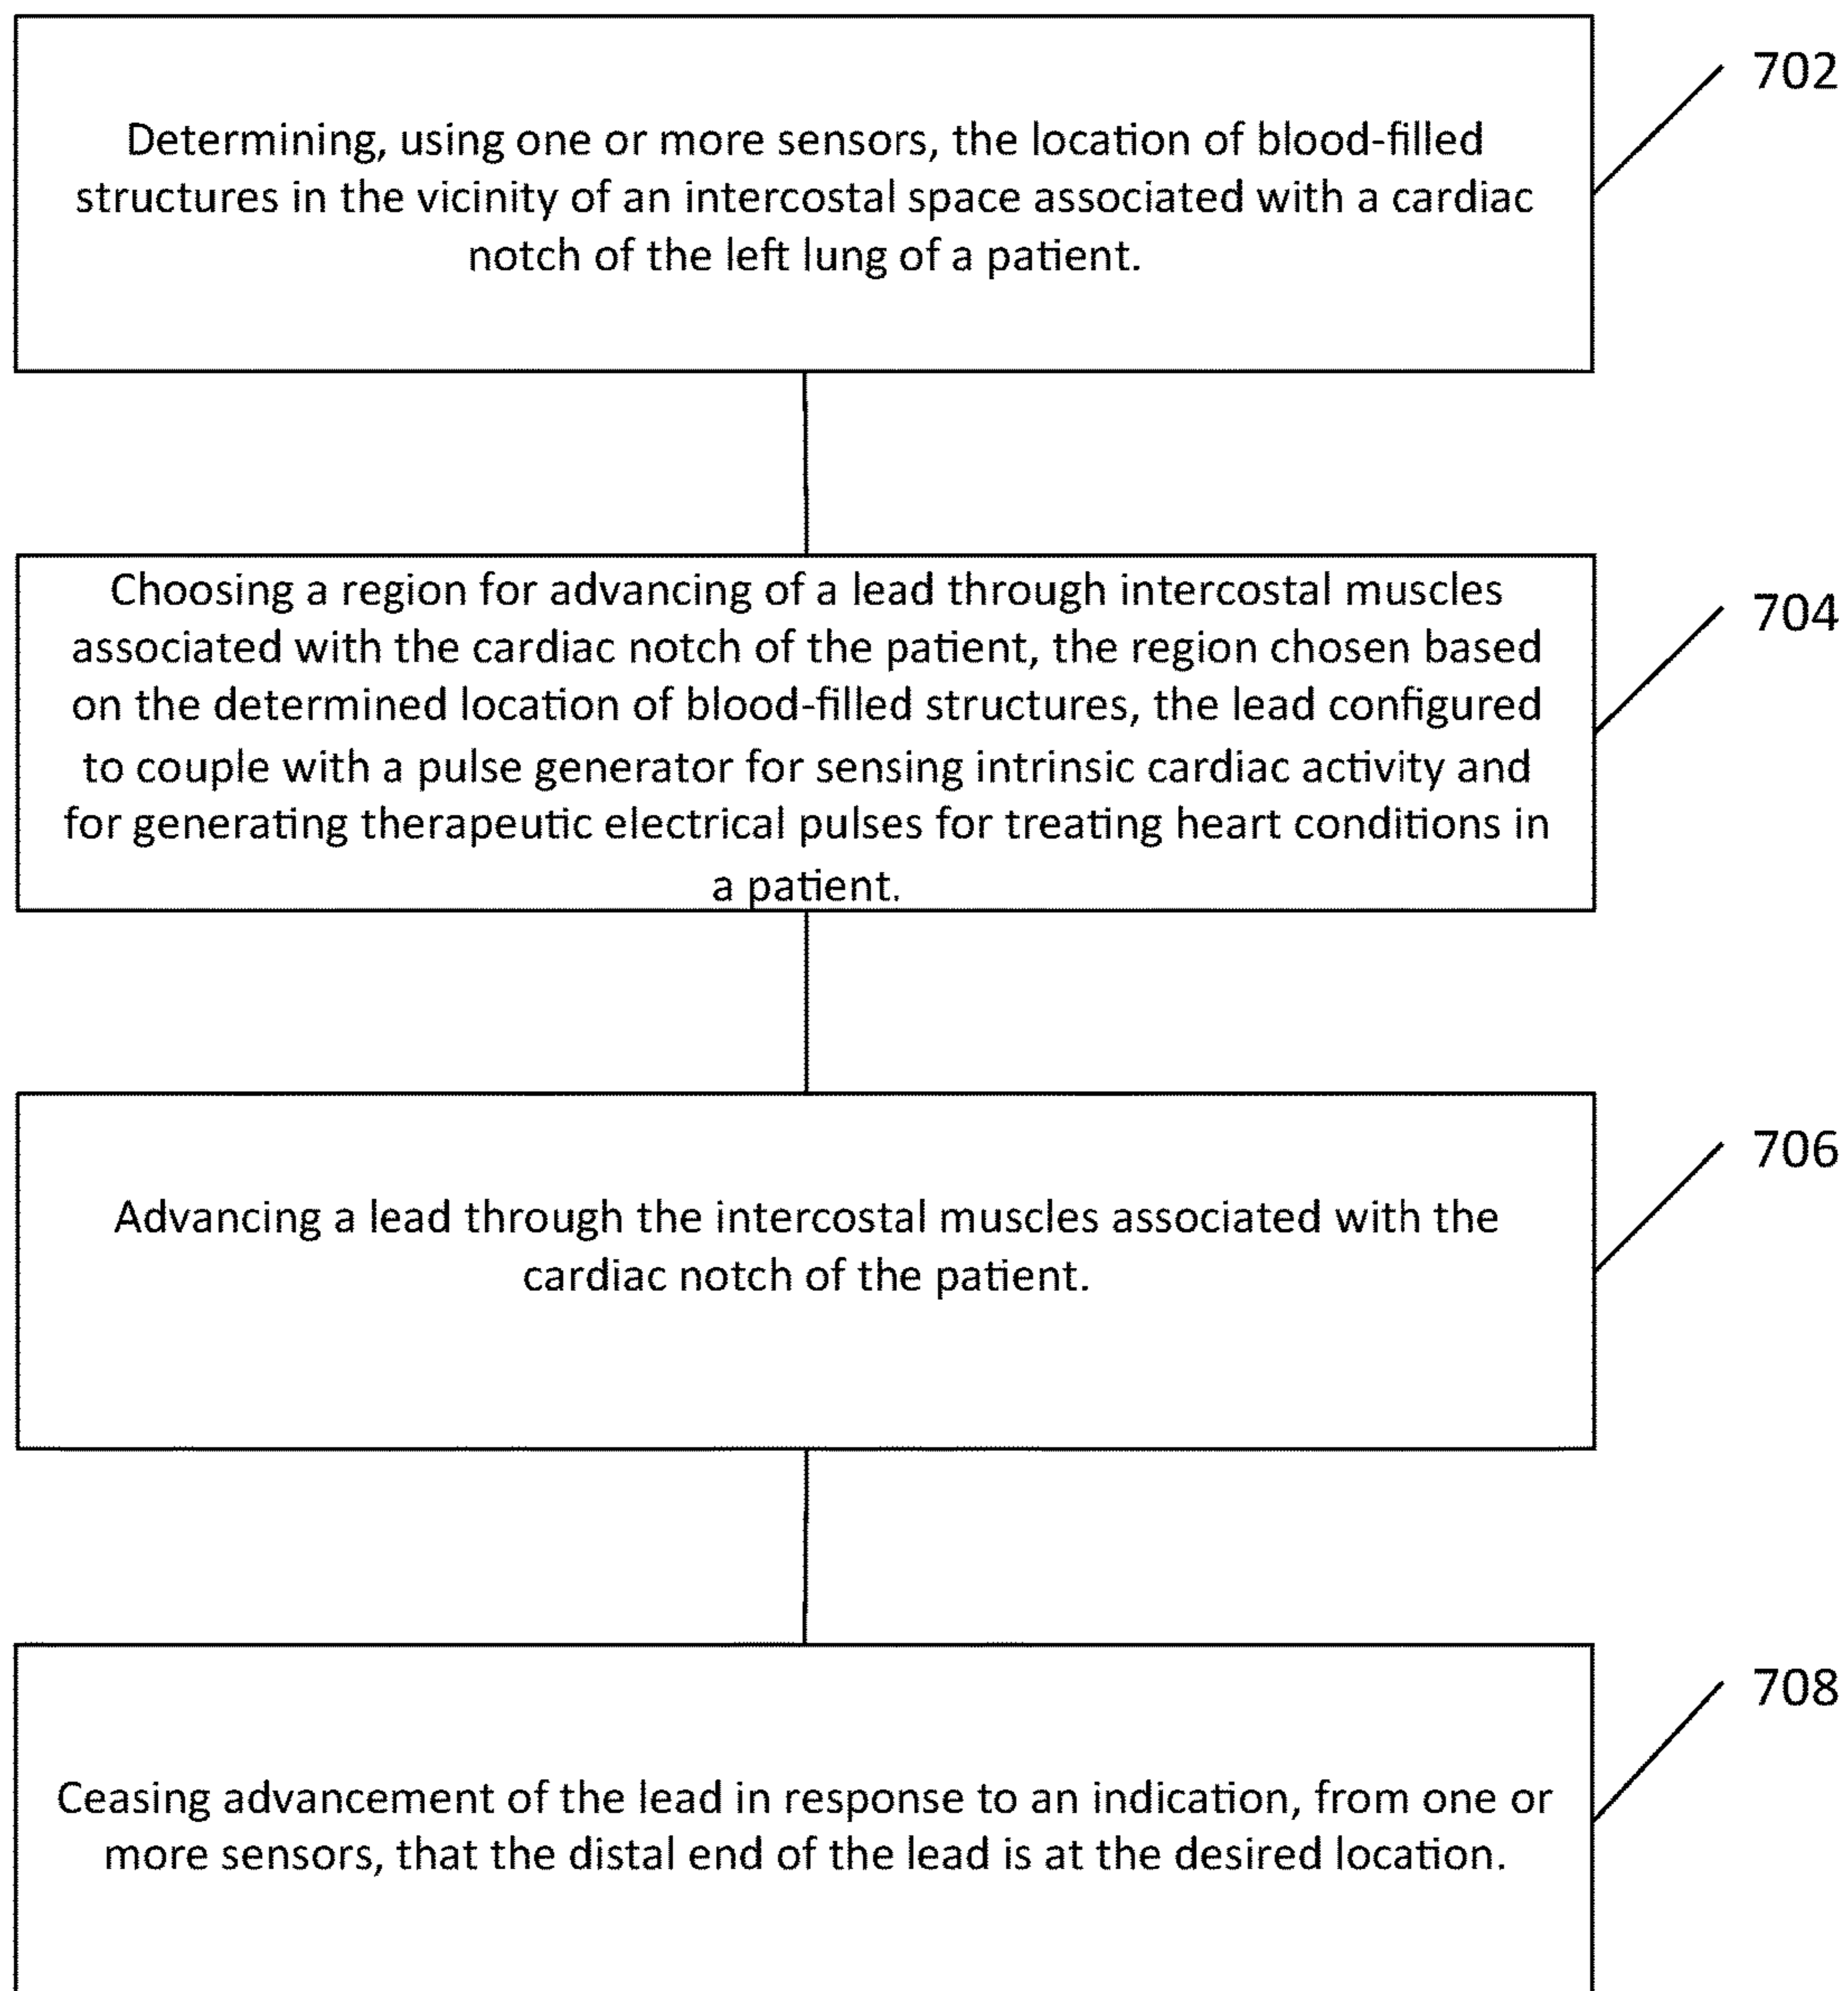 Determining, using one or more sensors, the location of blood-filled
structures in the vicinity of an intercostal space associated with a cardiac
notch of the left lung of a patient.
702
Choosing a region for advancing of a lead through intercostal muscles
associated with the cardiac notch of the patient, the region chosen based
on the determined location of blood-filled structures, the lead configured
to couple with a pulse generator for sensing intrinsic cardiac activity and
for generating therapeutic electrical pulses for treating heart conditions in
a patient.
704
Advancing a lead through the intercostal muscles associated with the
cardiac notch of the patient.
706
Ceasing advancement of the lead in response to an indication, from one or
more sensors, that the distal end of the lead is at the desired location.
708